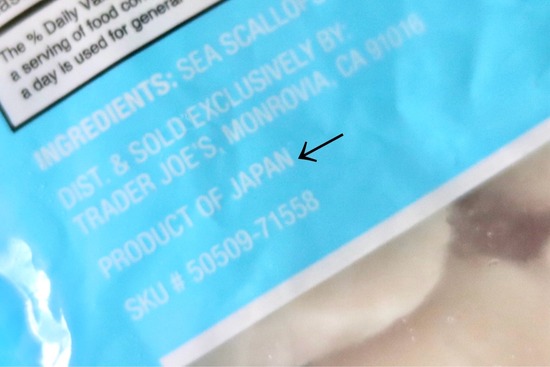 The % Daily Va
a serving of food co
a day is used for general
INGREDIENTS: SEA SCALLOPS
DIST. & SOLD EXCLUSIVELY BY:
TRADER JOE'S, MONROVIA, CA 91016
PRODUCT OF JAPAN
SKU # 50509-71558